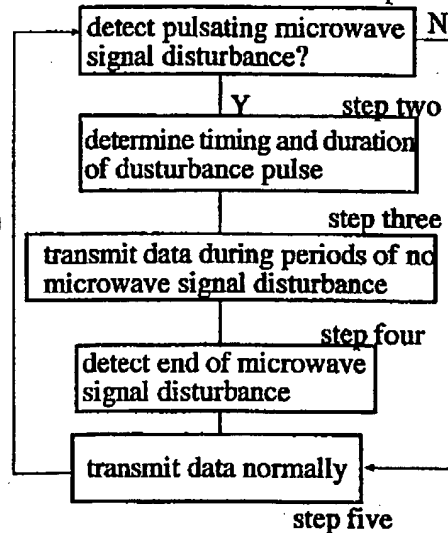 detect pulsating microwave
signal disturbance?
N
Y
step two
determine timing and duration
of dusturbance pulse
step three
transmit data during periods of no
microwave signal disturbance
step four
detect end of microwave
signal disturbance
transmit data normally
step five